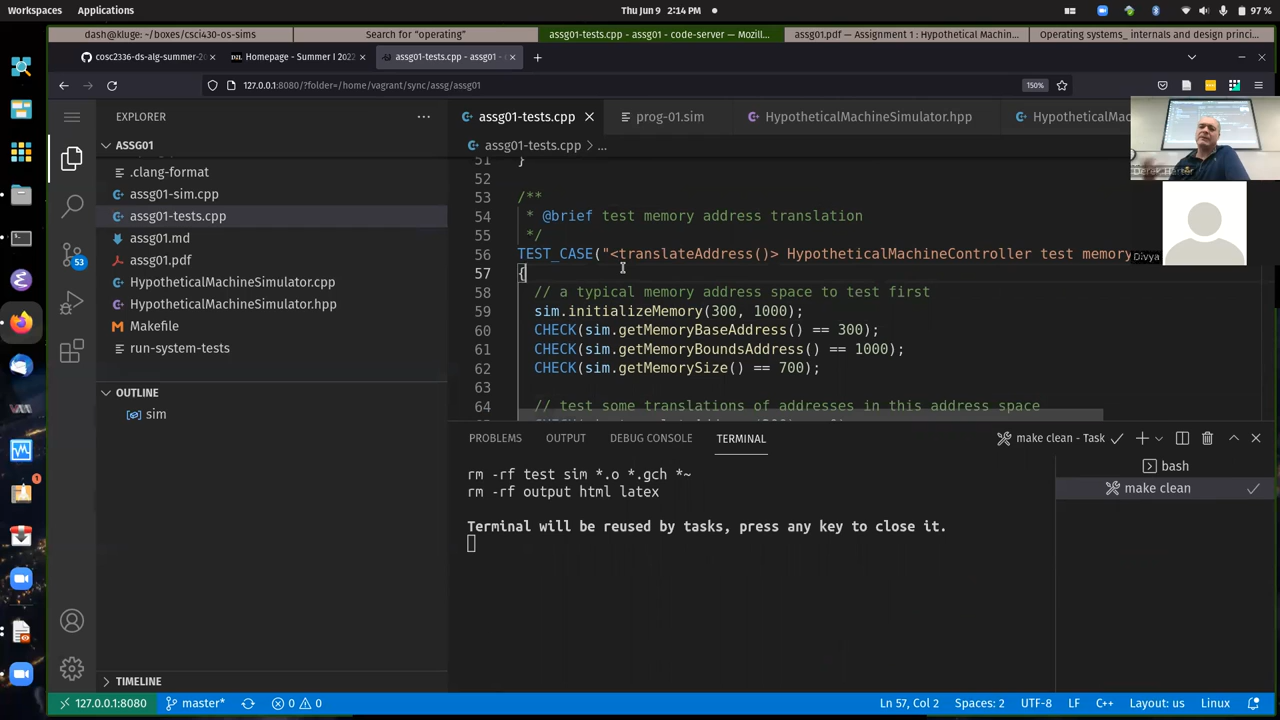 Workspaces Applications Thu Jun 9 2:14 PM 97 %
dash@kluge: ~/boxes/csci430-os-sims Search for "operating" assg01-tests.cpp - assg01 - code-server — Mozill... assg01.pdf — Assignment 1 : Hypothetical Machin... Operating systems_ internals and design princi...
cosc2336-ds-alg-summer-2 Homepage - Summer I 2022 assg01-tests.cpp - assg01 - c
127.0.0.1:8080/?folder=/home/vagrant/sync/assg/assg01 150%
EXPLORER
assg01-tests.cpp prog-01.sim HypotheticalMachineSimulator.hpp HypotheticalMac
ASSG01
assg01-tests.cpp > ...
.clang-format
assg01-sim.cpp
assg01-tests.cpp
assg01.md
assg01.pdf
HypotheticalMachineSimulator.cpp
HypotheticalMachineSimulator.hpp
Makefile
run-system-tests
OUTLINE
sim
TIMELINE
53
51 }
52
53 /**
54 * @brief test memory address translation
55 */
56 TEST_CASE("<translateAddress()> HypotheticalMachineController test memory
57 {
58 // a typical memory address space to test first
59 sim.initializeMemory(300, 1000);
60 CHECK(sim.getMemoryBaseAddress() == 300);
61 CHECK(sim.getMemoryBoundsAddress() == 1000);
62 CHECK(sim.getMemorySize() == 700);
63
64 // test some translations of addresses in this address space
Derek Harter
Divya
PROBLEMS OUTPUT DEBUG CONSOLE TERMINAL make clean - Task
rm -rf test sim *.o *.gch *~
rm -rf output html latex
Terminal will be reused by tasks, press any key to close it.
bash
make clean
1
127.0.0.1:8080 master* 0 0 Ln 57, Col 2 Spaces: 2 UTF-8 LF C++ Layout: us Linux